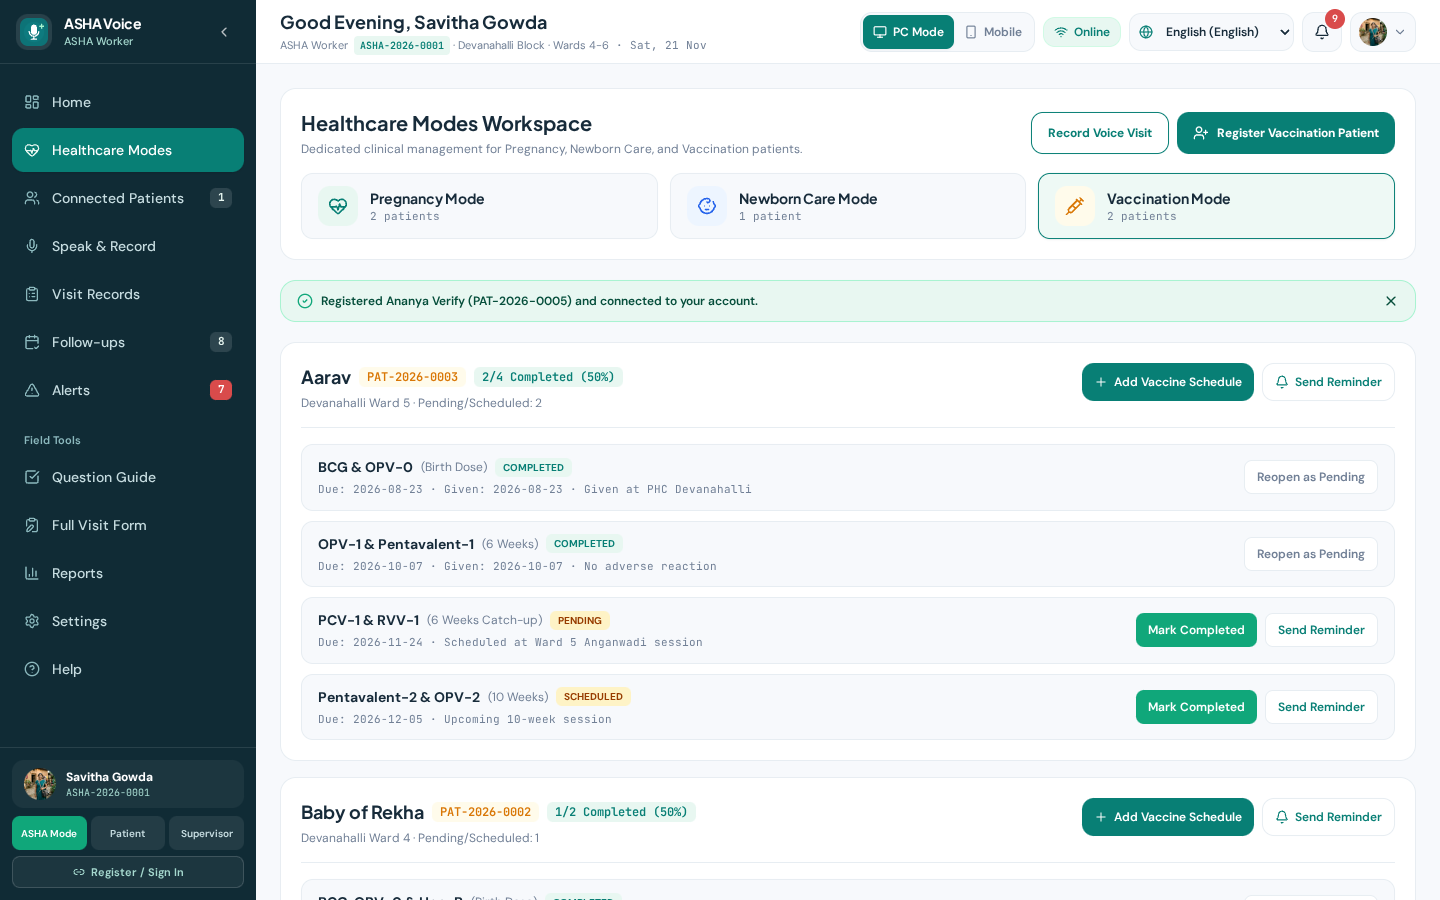 ASHA Voice
ASHA Worker
Home
Healthcare Modes
Connected Patients 1
Speak & Record
Visit Records
Follow-ups 8
Alerts 7
Field Tools
Question Guide
Full Visit Form
Reports
Settings
Help
Savitha Gowda
ASHA-2026-0001
ASHA Mode Patient Supervisor
Register / Sign In
Good Evening, Savitha Gowda
ASHA Worker ASHA-2026-0001 · Devanahalli Block · Wards 4-6 · Sat, 21 Nov
PC Mode Mobile Online English (English) 9
Healthcare Modes Workspace
Dedicated clinical management for Pregnancy, Newborn Care, and Vaccination patients.
Record Voice Visit Register Vaccination Patient
Pregnancy Mode
2 patients
Newborn Care Mode
1 patient
Vaccination Mode
2 patients
Registered Ananya Verify (PAT-2026-0005) and connected to your account.
Aarav PAT-2026-0003 2/4 Completed (50%)
Devanahalli Ward 5 · Pending/Scheduled: 2
Add Vaccine Schedule Send Reminder
BCG & OPV-0 (Birth Dose) COMPLETED
Due: 2026-08-23 · Given: 2026-08-23 · Given at PHC Devanahalli
Reopen as Pending
OPV-1 & Pentavalent-1 (6 Weeks) COMPLETED
Due: 2026-10-07 · Given: 2026-10-07 · No adverse reaction
Reopen as Pending
PCV-1 & RVV-1 (6 Weeks Catch-up) PENDING
Due: 2026-11-24 · Scheduled at Ward 5 Anganwadi session
Mark Completed Send Reminder
Pentavalent-2 & OPV-2 (10 Weeks) SCHEDULED
Due: 2026-12-05 · Upcoming 10-week session
Mark Completed Send Reminder
Baby of Rekha PAT-2026-0002 1/2 Completed (50%)
Devanahalli Ward 4 · Pending/Scheduled: 1
Add Vaccine Schedule Send Reminder